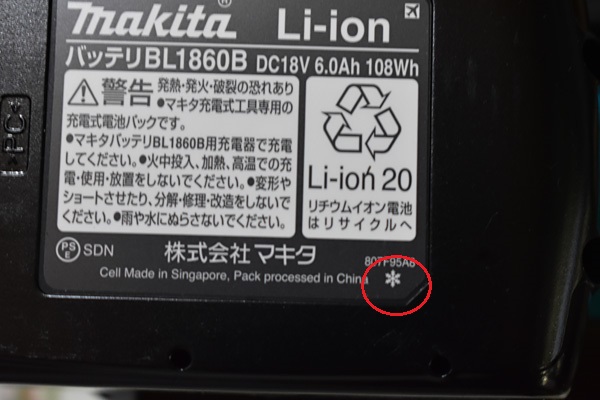 makita® Li-ion
バッテリBL1860B DC18V 6.0Ah 108Wh
⚠警告 発熱・発火・破裂の恐れあり
●マキタ充電式工具専用の
充電式電池パックです。
●マキタバッテリBL1860B用充電器で充電
してください。●火中投入、加熱、高温での充
電・使用・放置をしないでください。●変形や
ショートさせたり、分解・修理・改造をしないで
ください。●雨や水にぬらさないでください。
Li-ion 20
リチウムイオン電池
はリサイクルへ
PC
PS
E SDN 株式会社マキタ
807F95A8
Cell Made in Singapore, Pack processed in China *